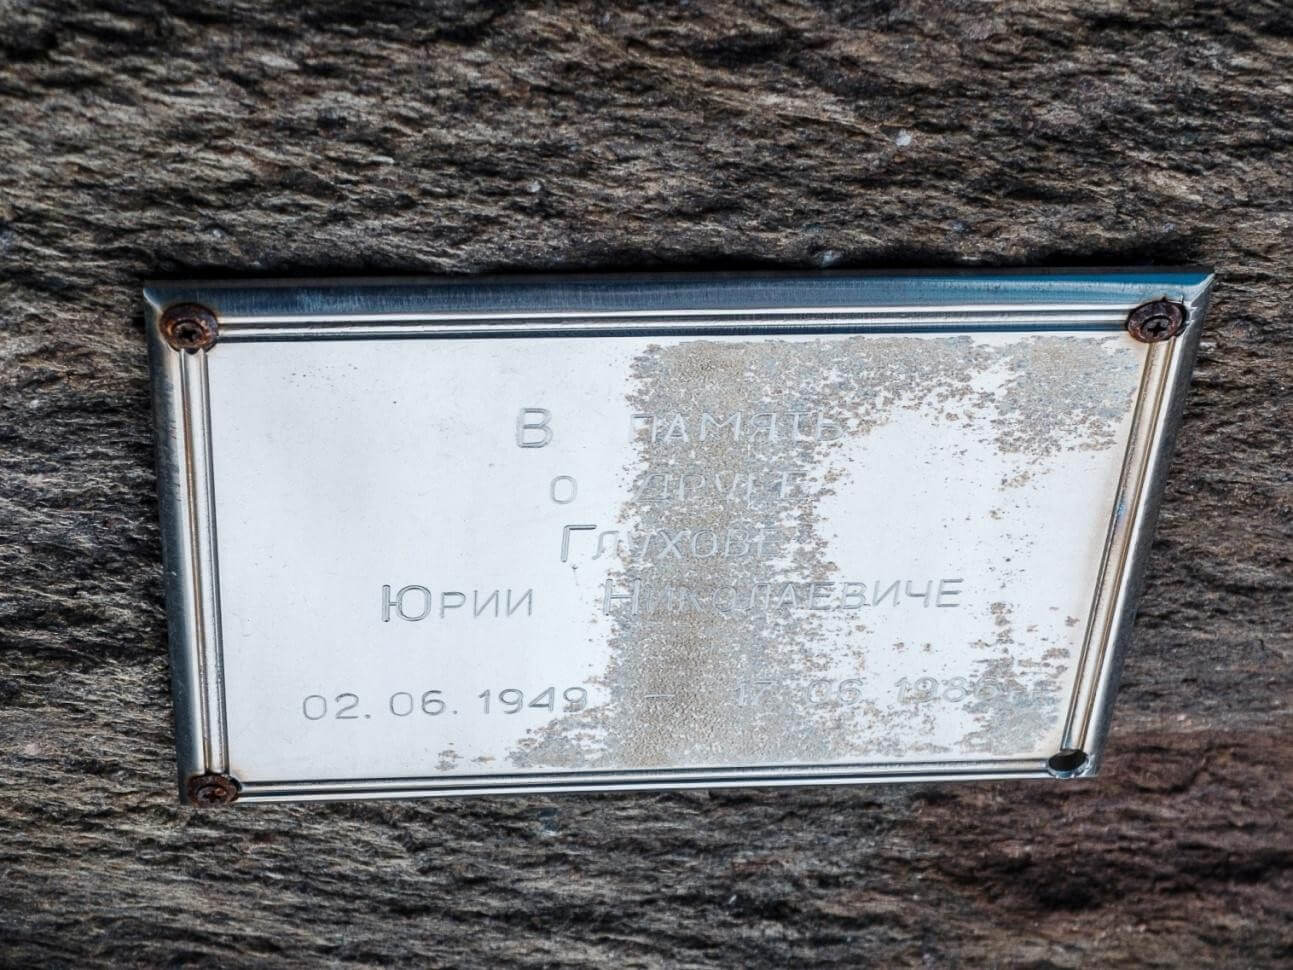 В ПАМЯТЬ
О ДРУГЕ
ГЛУХОВЕ
ЮРИИ НИКОЛАЕВИЧЕ
02.06.1949 — 17.06.1986 г.